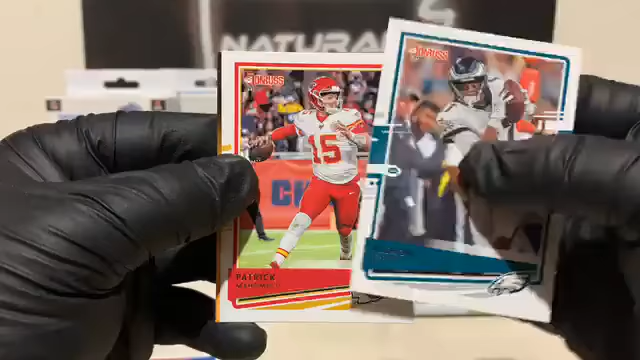 NATURAL
DONRUSS
DONRUSS
15
PATRICK
MAHOMES II